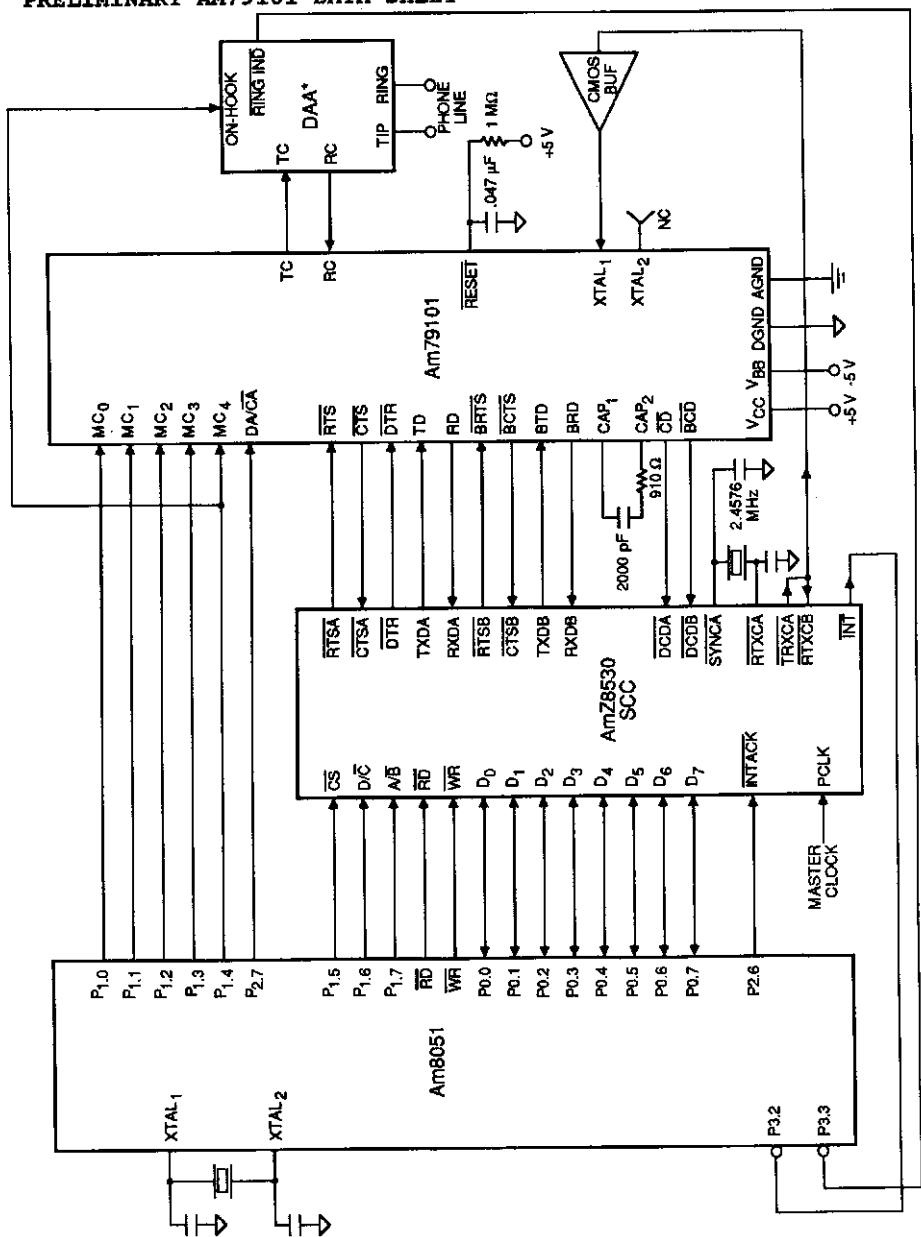 PRELIMINARY AM79101 DATA SHEET
ON-HOOK
RING IND
DAA*
TC
RC
TIP
RING
PHONE
LINE
CMOS
BUF
1 MΩ
+5 V
.047 µF
NC
TC
RC
RESET
XTAL1
XTAL2
Am79101
MC0
MC1
MC2
MC3
MC4
DA/CA
RTS
CTS
DTR
TD
RD
BRTS
BCTS
BTD
BRD
CAP1
CAP2
CD
BCD
VCC
VBB
DGND
AGND
+5V
-5 V
910 Ω
2000 pF
2.4576
MHz
RTSA
CTSA
DTR
TXDA
RXDA
RTSB
CTSB
TXDB
RXDB
DCDA
DCDB
SYNCA
RTXCA
TRXCA
RTXCB
INT
AmZ8530
SCC
CS
D/C
A/B
RD
WR
D0
D1
D2
D3
D4
D5
D6
D7
INTACK
PCLK
MASTER
CLOCK
P1.0
P1.1
P1.2
P1.3
P1.4
P2.7
P1.5
P1.6
P1.7
RD
WR
P0.0
P0.1
P0.2
P0.3
P0.4
P0.5
P0.6
P0.7
P2.6
Am8051
XTAL1
XTAL2
P3.2
P3.3